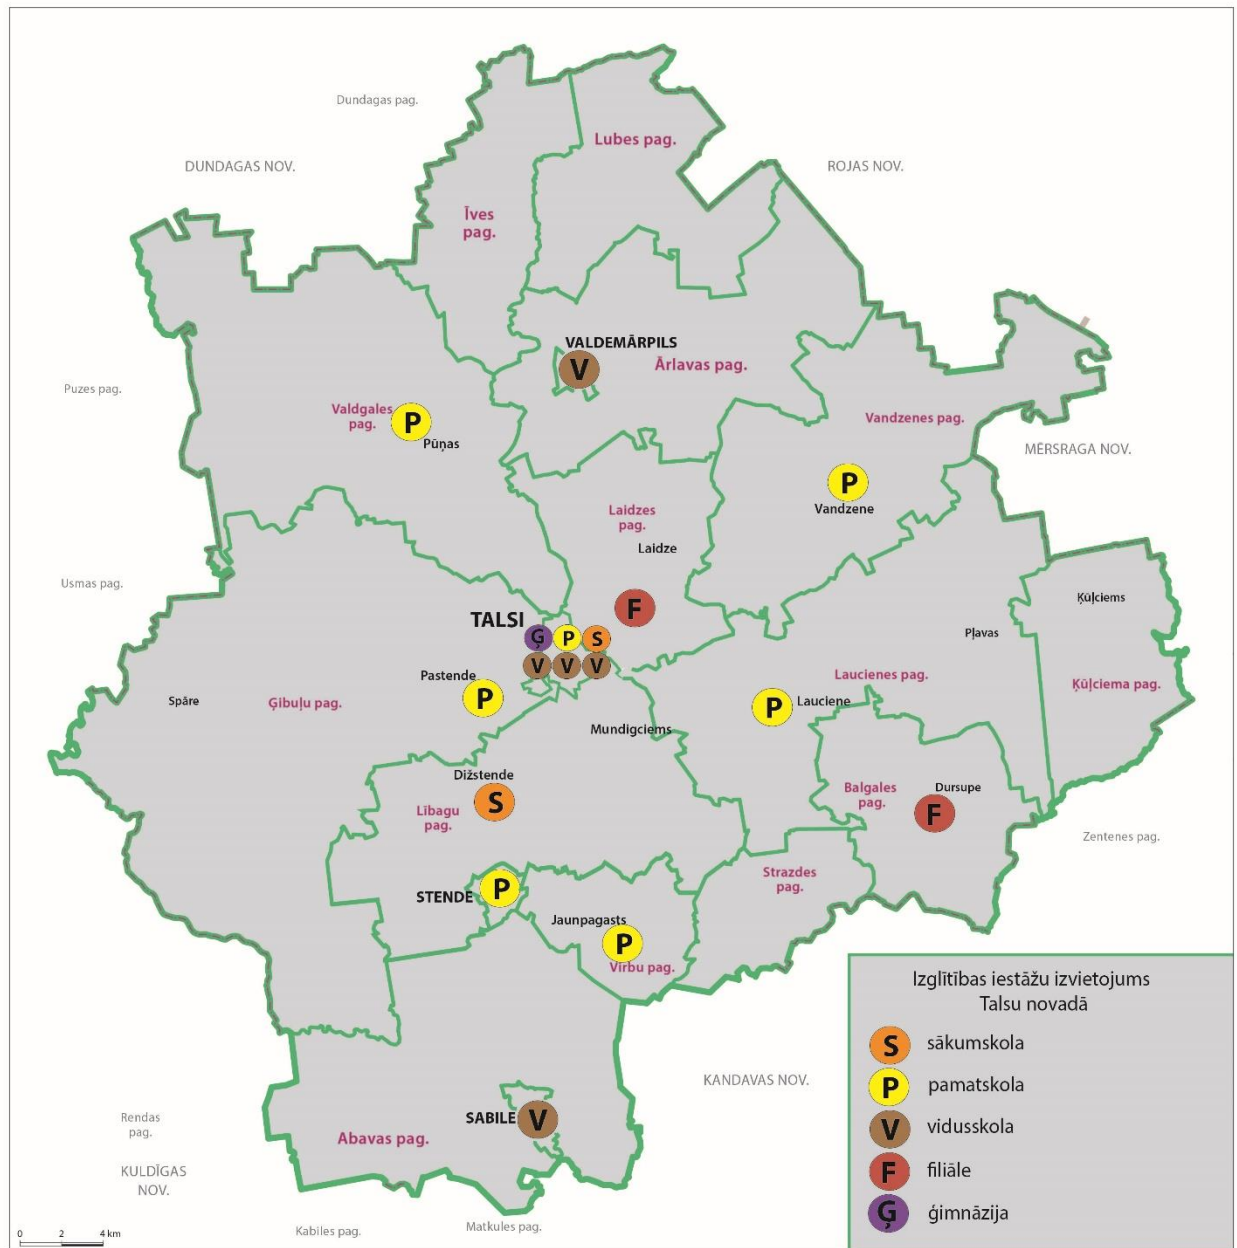 Dundagas pag.
DUNDAGAS NOV.
Lubes pag.
ROJAS NOV.
Īves
pag.
VALDEMĀRPILS
V
Ārlavas pag.
Puzes pag.
Valdgales
pag.
P
Pūņas
Vandzenes pag.
MĒRSRAGA NOV.
P
Vandzene
Laidzes
pag.
Laidze
Usmas pag.
F
TALSI
Ģ P S
V V V
Ķūļciems
Pļavas
Pastende
P
Spāre
Ģibuļu pag.
Laucienes pag.
Ķūļciema pag.
P
Lauciene
Mundigciems
Dižstende
S
Lībagu
pag.
Balgales
pag.
Dursupe
F
Zentenes pag.
Strazdes
pag.
STENDE
P
Jaunpagasts
P
Virbu pag.
KANDAVAS NOV.
SABILE
V
Abavas pag.
Rendas
pag.
KULDĪGAS
NOV.
Kabiles pag.
Matkules pag.
0 2 4 km
Izglītības iestāžu izvietojums
Talsu novadā
S sākumskola
P pamatskola
V vidusskola
F filiāle
Ģ ģimnāzija